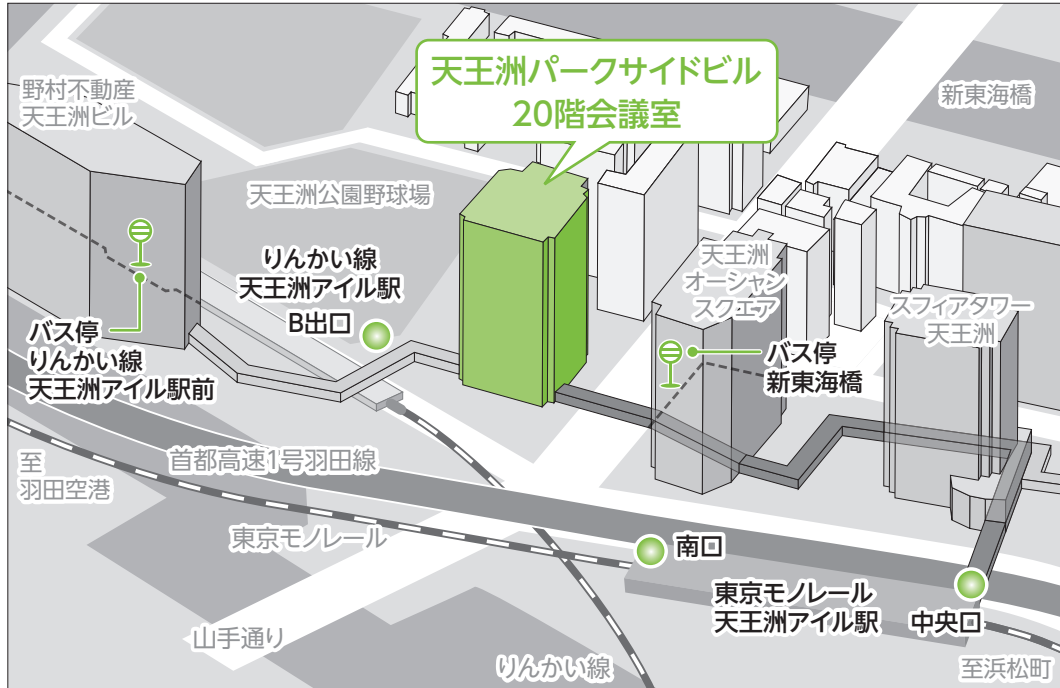 天王洲パークサイドビル
20階会議室
野村不動産
天王洲ビル
新東海橋
天王洲公園野球場
りんかい線
天王洲アイル駅
B出口
天王洲
オーシャン
スクエア
スフィアタワー
天王洲
バス停
りんかい線
天王洲アイル駅前
バス停
新東海橋
至
羽田空港
首都高速1号羽田線
東京モノレール
南口
東京モノレール
天王洲アイル駅
中央口
山手通り
りんかい線
至浜松町